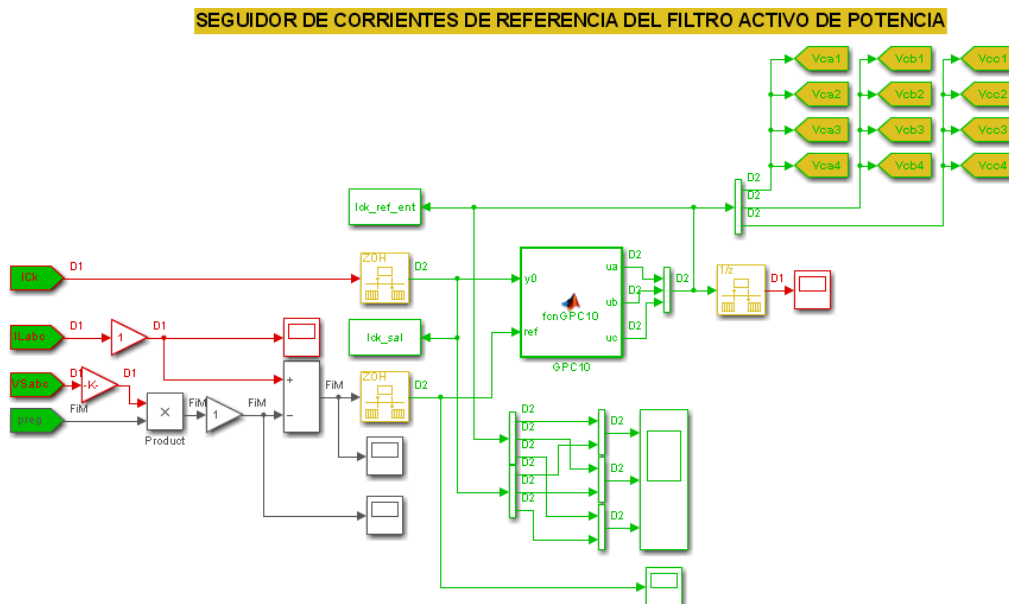 SEGUIDOR DE CORRIENTES DE REFERENCIA DEL FILTRO ACTIVO DE POTENCIA
Vca1 Vcb1 Vcc1
Vca2 Vcb2 Vcc2
Vca3 Vcb3 Vcc3
Vca4 Vcb4 Vcc4
D2
D2
D2
Ick_ref_ent
ICk
D1
ZOH
D2
y0
ref
fcnGPC10
ua
ub
uc
GPC10
D2
D2
D2
D2
1/z
D1
ILabo
D1
1
D1
Ick_sal
VSabo
D1
-K-
D1
preg
FiM
×
Product
FiM
1
FiM
+
−
FiM
ZOH
D2
D2
D2
D2
D2
D2
D2
D2
D2
D2